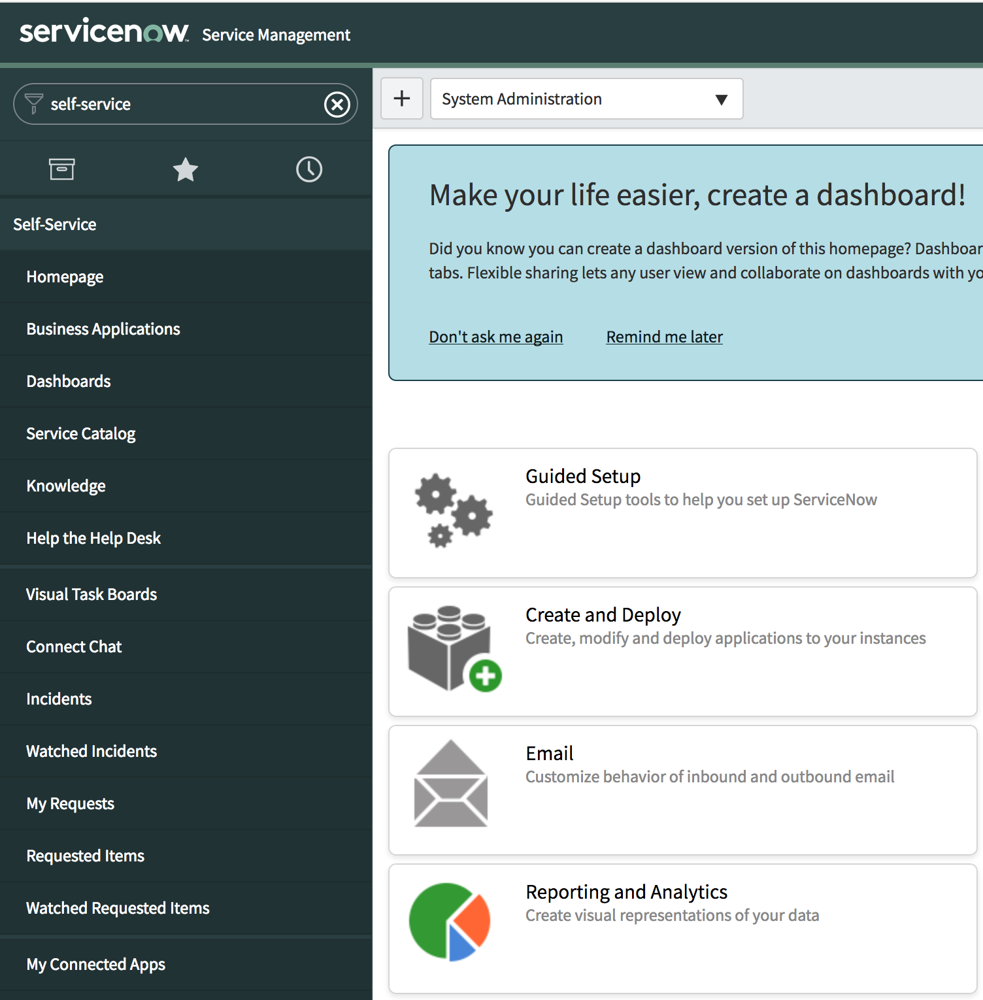 servicenow™ Service Management
self-service
Self-Service
Homepage
Business Applications
Dashboards
Service Catalog
Knowledge
Help the Help Desk
Visual Task Boards
Connect Chat
Incidents
Watched Incidents
My Requests
Requested Items
Watched Requested Items
My Connected Apps
System Administration
Make your life easier, create a dashboard!
Did you know you can create a dashboard version of this homepage? Dashboar
tabs. Flexible sharing lets any user view and collaborate on dashboards with yo
Don't ask me again Remind me later
Guided Setup
Guided Setup tools to help you set up ServiceNow
Create and Deploy
Create, modify and deploy applications to your instances
Email
Customize behavior of inbound and outbound email
Reporting and Analytics
Create visual representations of your data